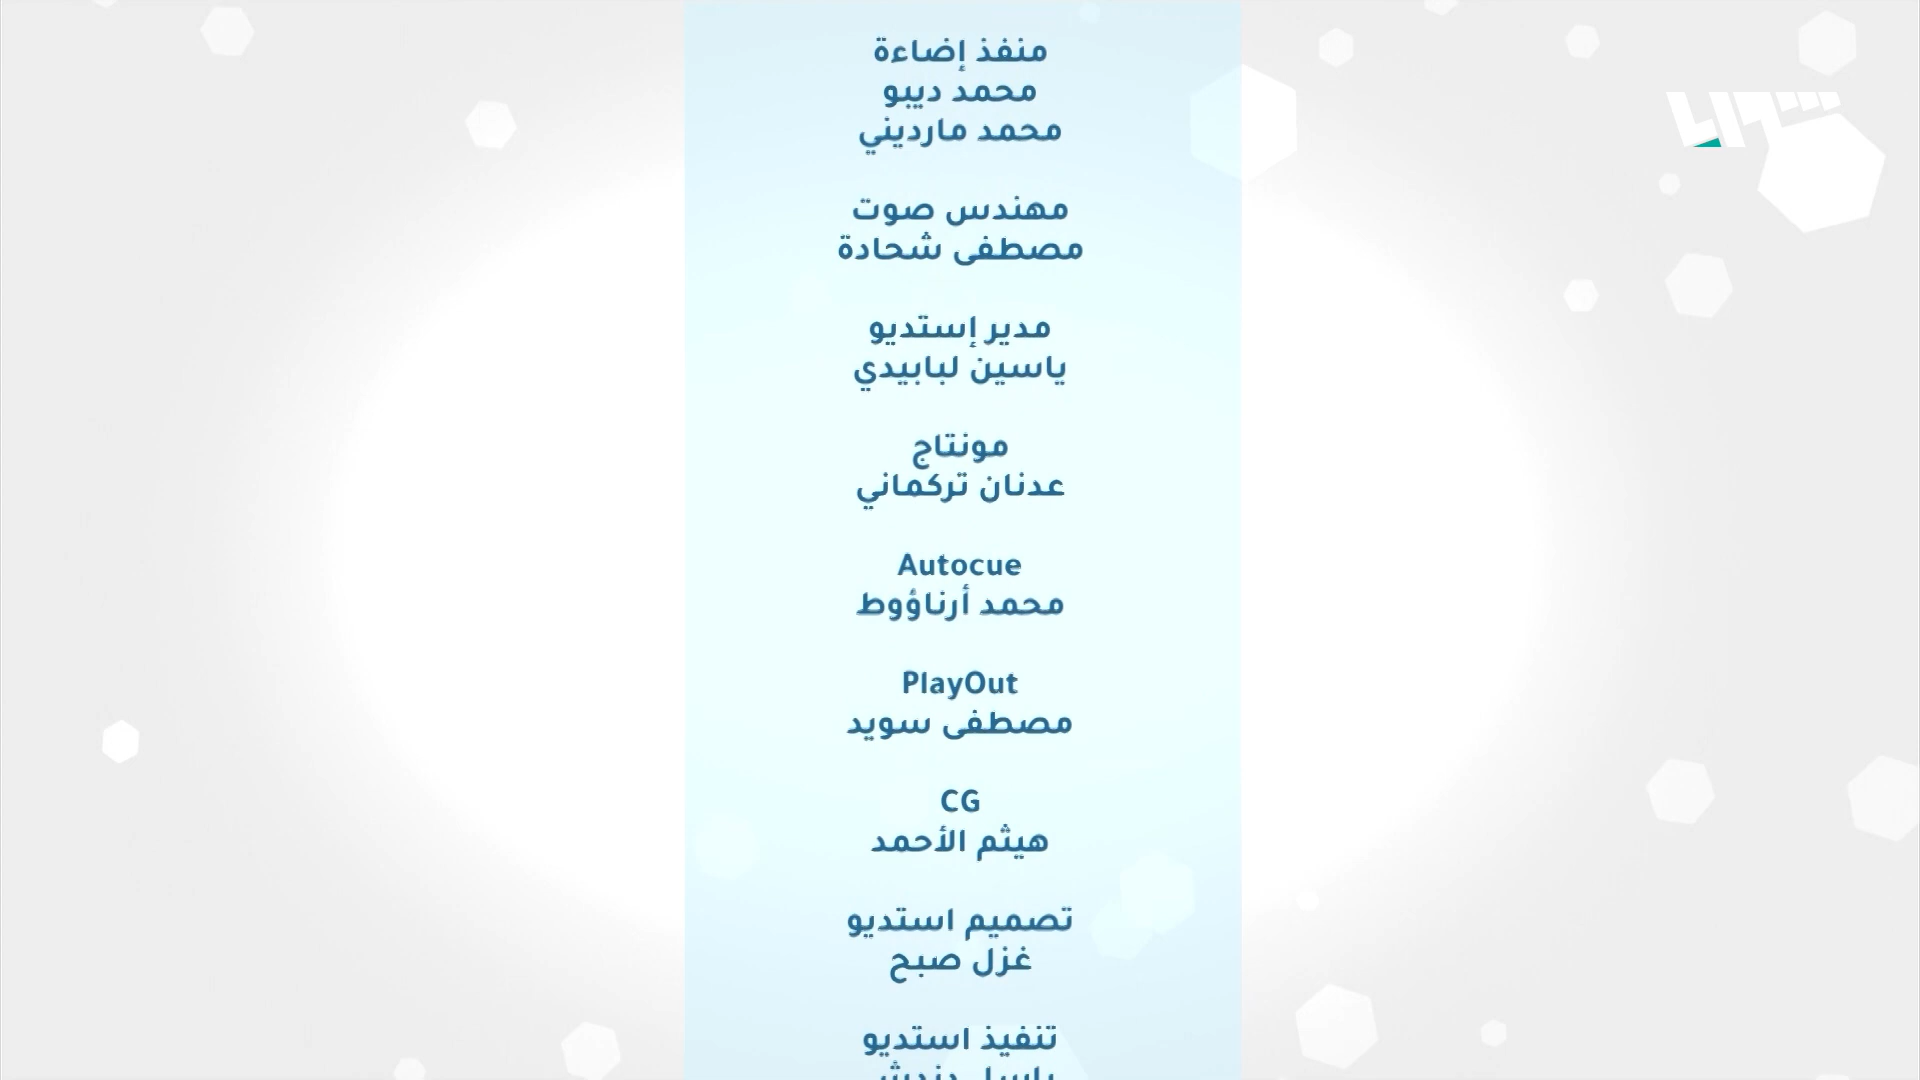 منفذ إضاءة
محمد ديبو
محمد مارديني
مهندس صوت
مصطفى شحادة
مدير إستديو
ياسين لبابيدي
مونتاج
عدنان تركماني
Autocue
محمد أرناؤوط
PlayOut
مصطفى سويد
CG
هيثم الأحمد
تصميم استديو
غزل صبح
تنفيذ استديو